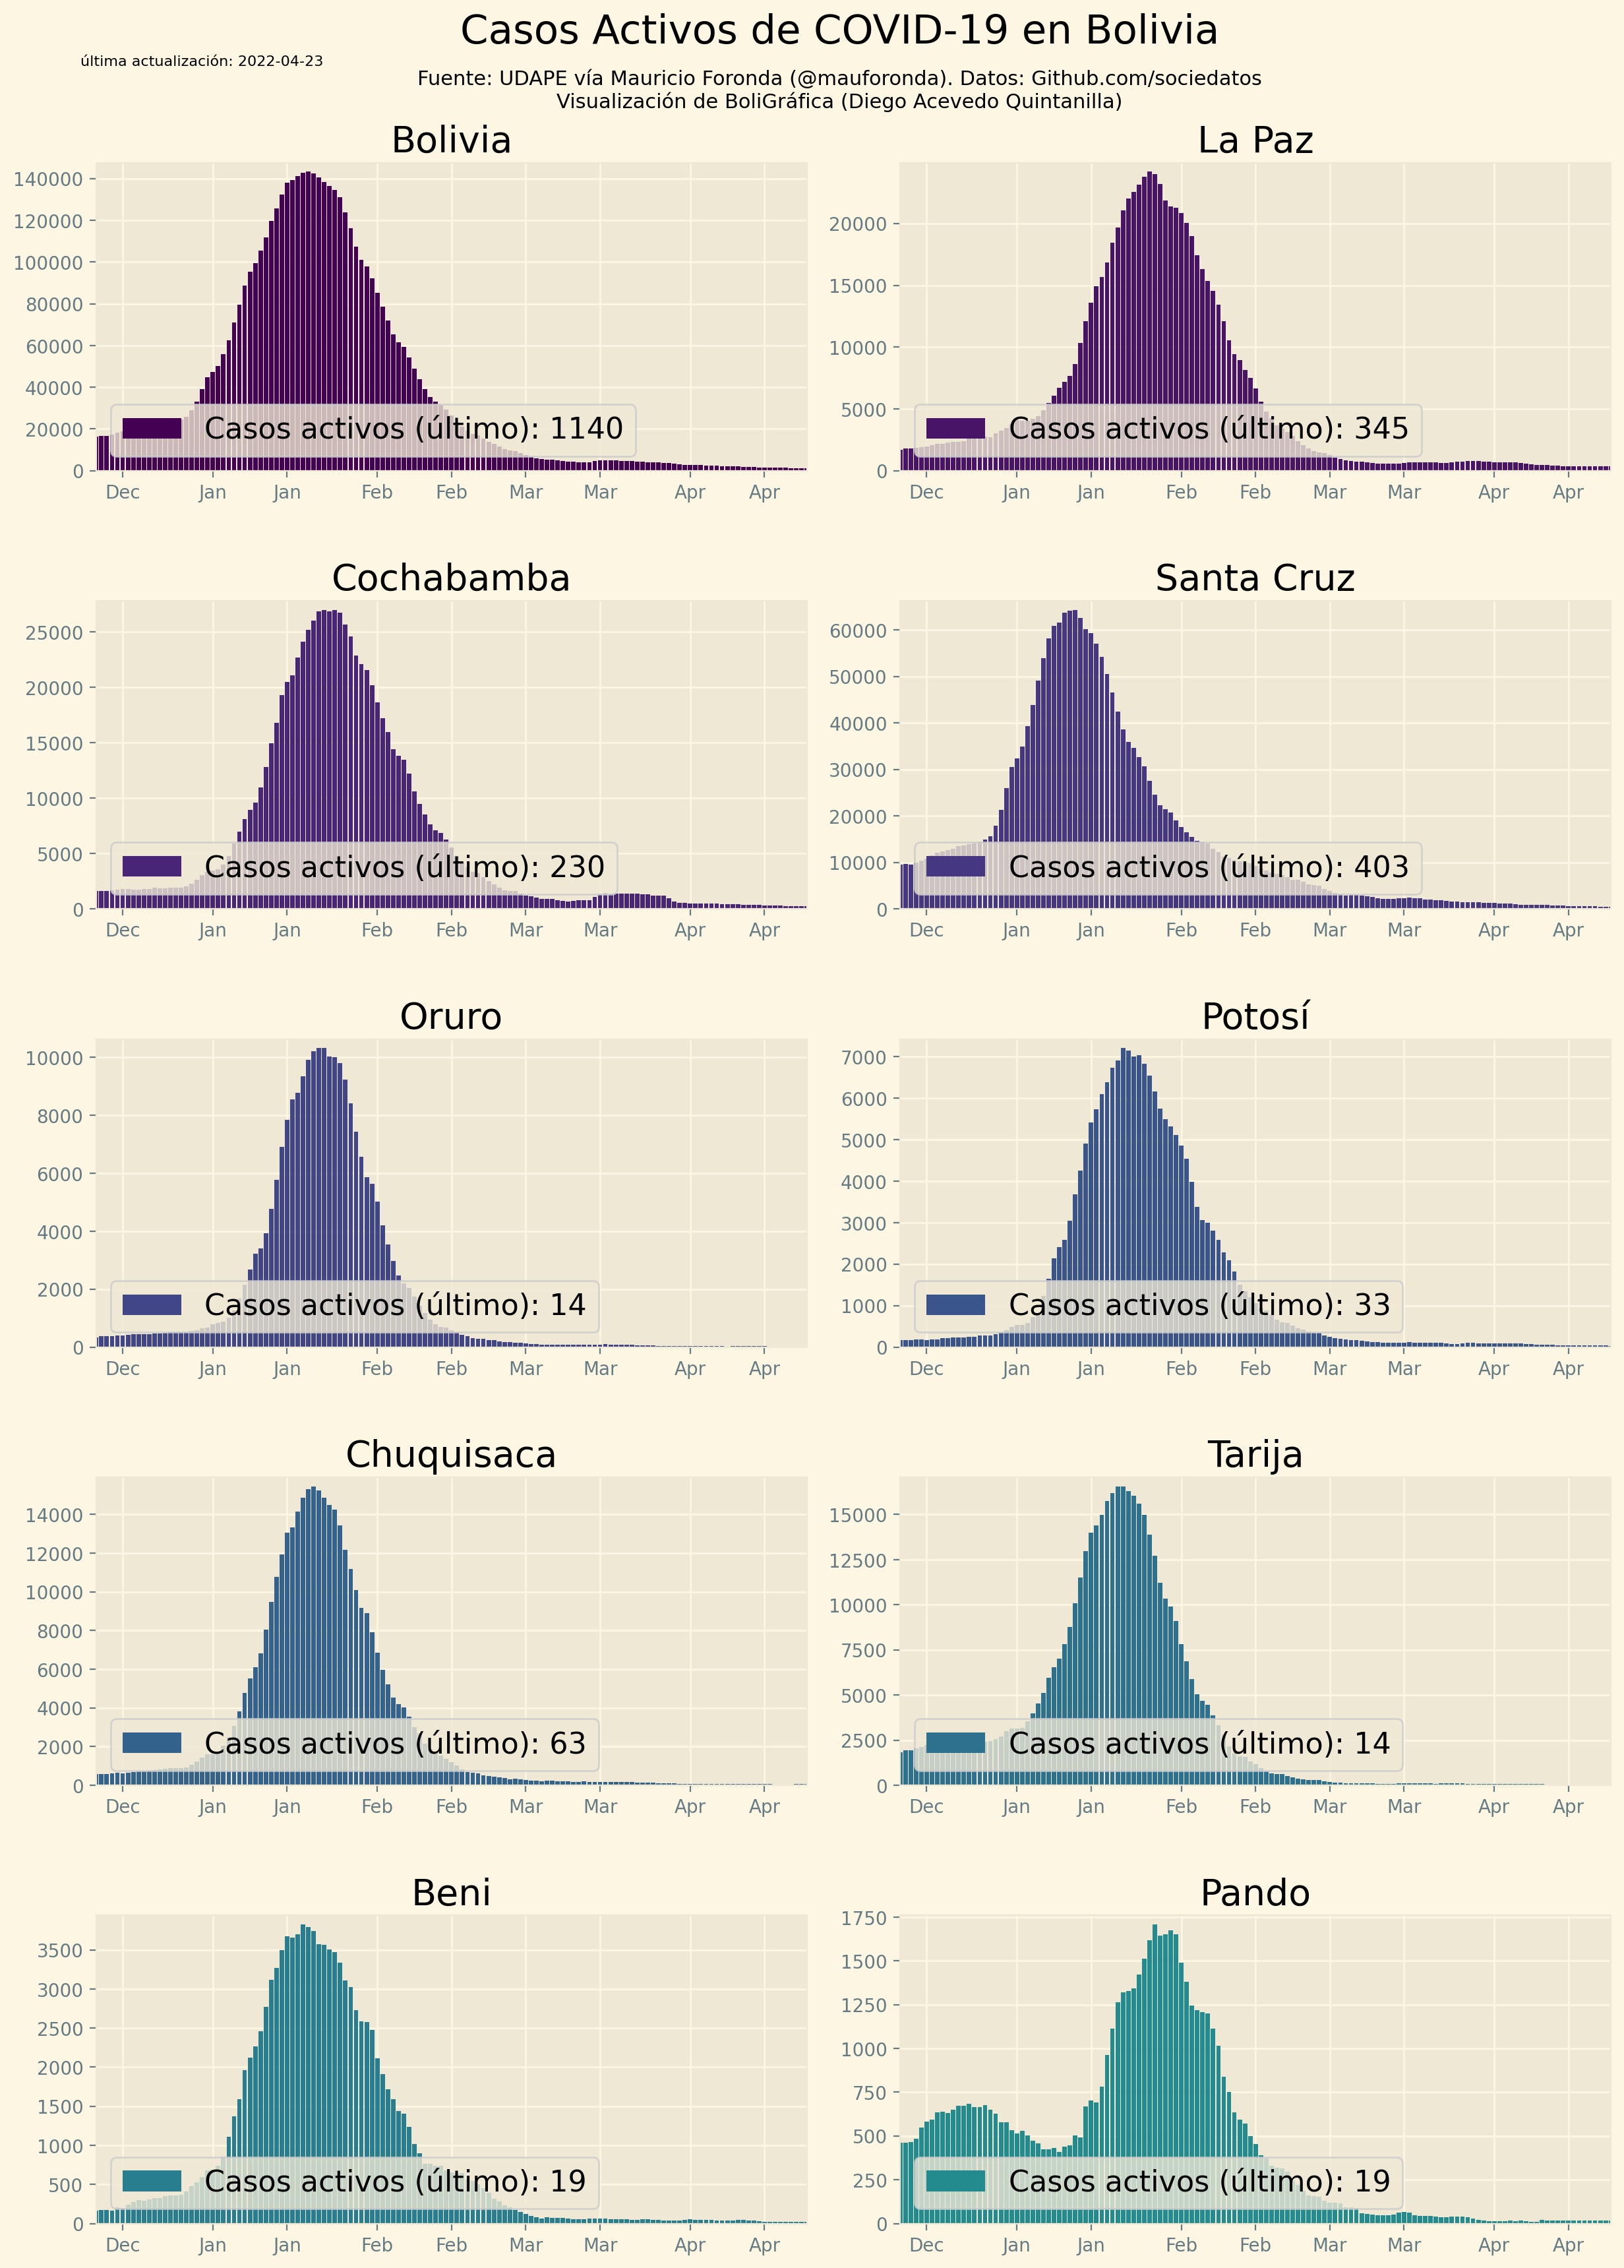 Casos Activos de COVID-19 en Bolivia
última actualización: 2022-04-23
Fuente: UDAPE vía Mauricio Foronda (@mauforonda). Datos: Github.com/sociedatos
Visualización de BoliGráfica (Diego Acevedo Quintanilla)
Bolivia
140000
120000
100000
80000
60000
40000
20000
0
Casos activos (último): 1140
Dec Jan Jan Feb Feb Mar Mar Apr Apr
La Paz
20000
15000
10000
5000
0
Casos activos (último): 345
Dec Jan Jan Feb Feb Mar Mar Apr Apr
Cochabamba
25000
20000
15000
10000
5000
0
Casos activos (último): 230
Dec Jan Jan Feb Feb Mar Mar Apr Apr
Santa Cruz
60000
50000
40000
30000
20000
10000
0
Casos activos (último): 403
Dec Jan Jan Feb Feb Mar Mar Apr Apr
Oruro
10000
8000
6000
4000
2000
0
Casos activos (último): 14
Dec Jan Jan Feb Feb Mar Mar Apr Apr
Potosí
7000
6000
5000
4000
3000
2000
1000
0
Casos activos (último): 33
Dec Jan Jan Feb Feb Mar Mar Apr Apr
Chuquisaca
14000
12000
10000
8000
6000
4000
2000
0
Casos activos (último): 63
Dec Jan Jan Feb Feb Mar Mar Apr Apr
Tarija
15000
12500
10000
7500
5000
2500
0
Casos activos (último): 14
Dec Jan Jan Feb Feb Mar Mar Apr Apr
Beni
3500
3000
2500
2000
1500
1000
500
0
Casos activos (último): 19
Dec Jan Jan Feb Feb Mar Mar Apr Apr
Pando
1750
1500
1250
1000
750
500
250
0
Casos activos (último): 19
Dec Jan Jan Feb Feb Mar Mar Apr Apr